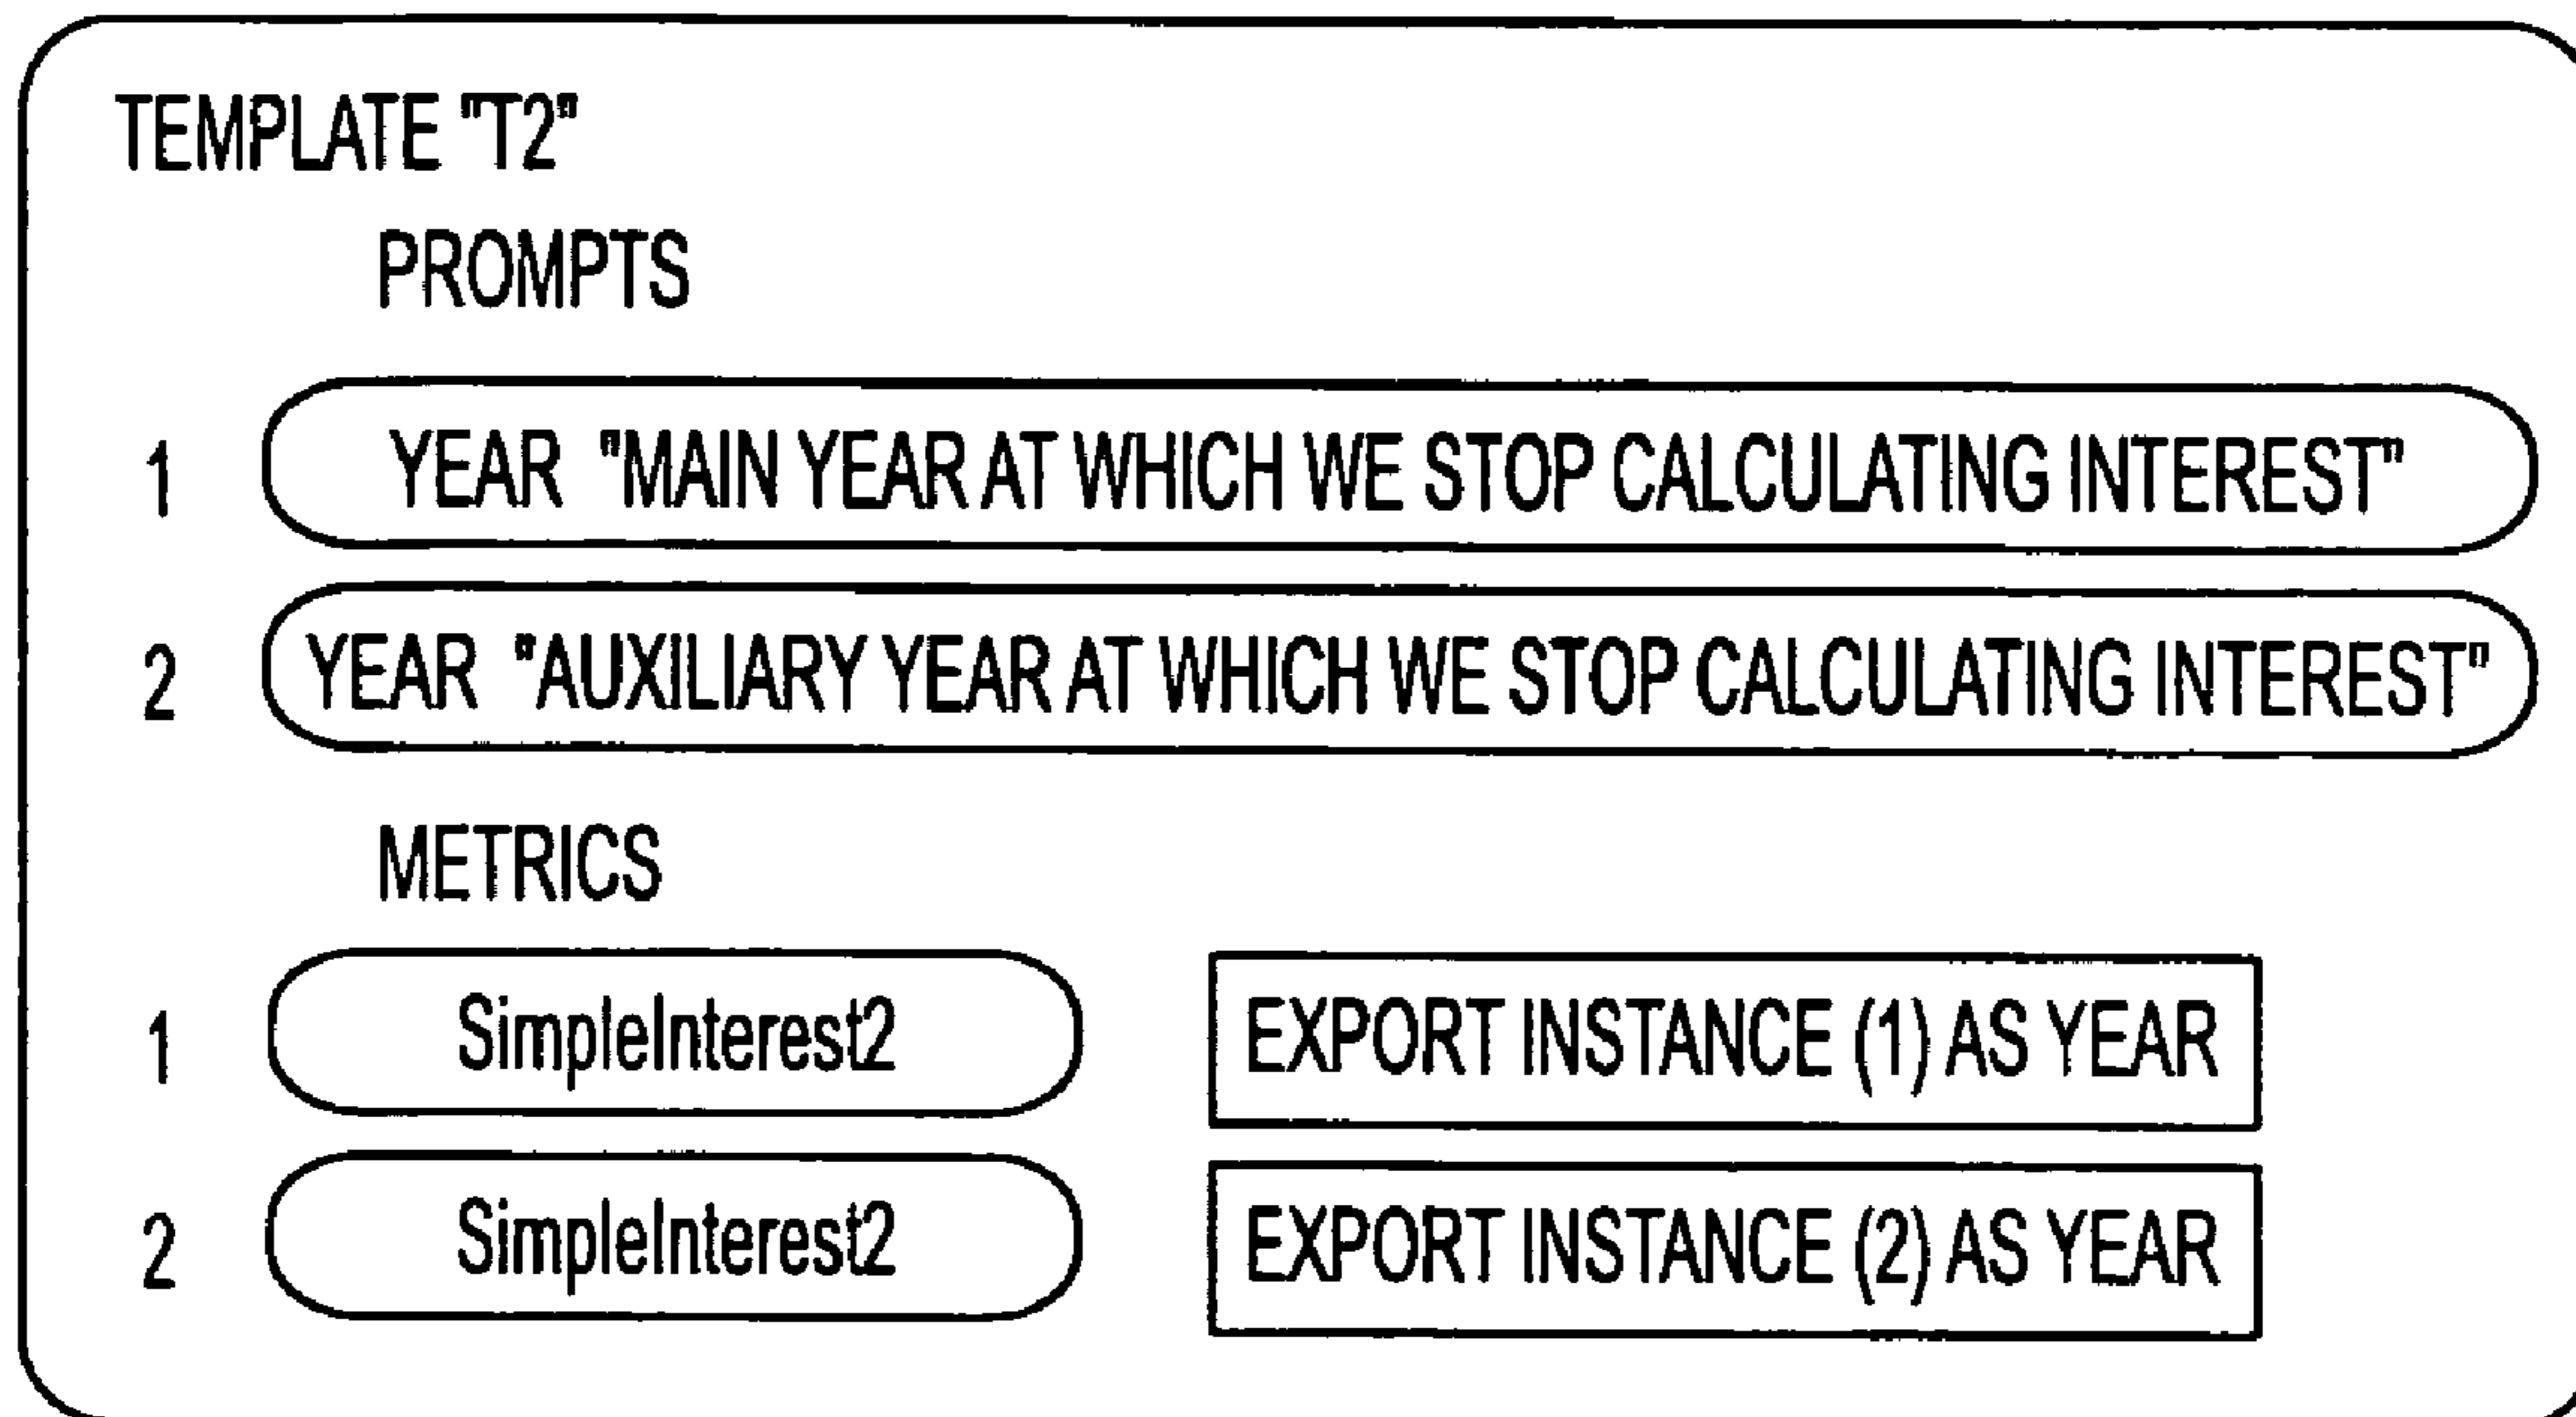 TEMPLATE "T2"
PROMPTS
1 YEAR "MAIN YEAR AT WHICH WE STOP CALCULATING INTEREST"
2 YEAR "AUXILIARY YEAR AT WHICH WE STOP CALCULATING INTEREST"
METRICS
1 SimpleInterest2 EXPORT INSTANCE (1) AS YEAR
2 SimpleInterest2 EXPORT INSTANCE (2) AS YEAR